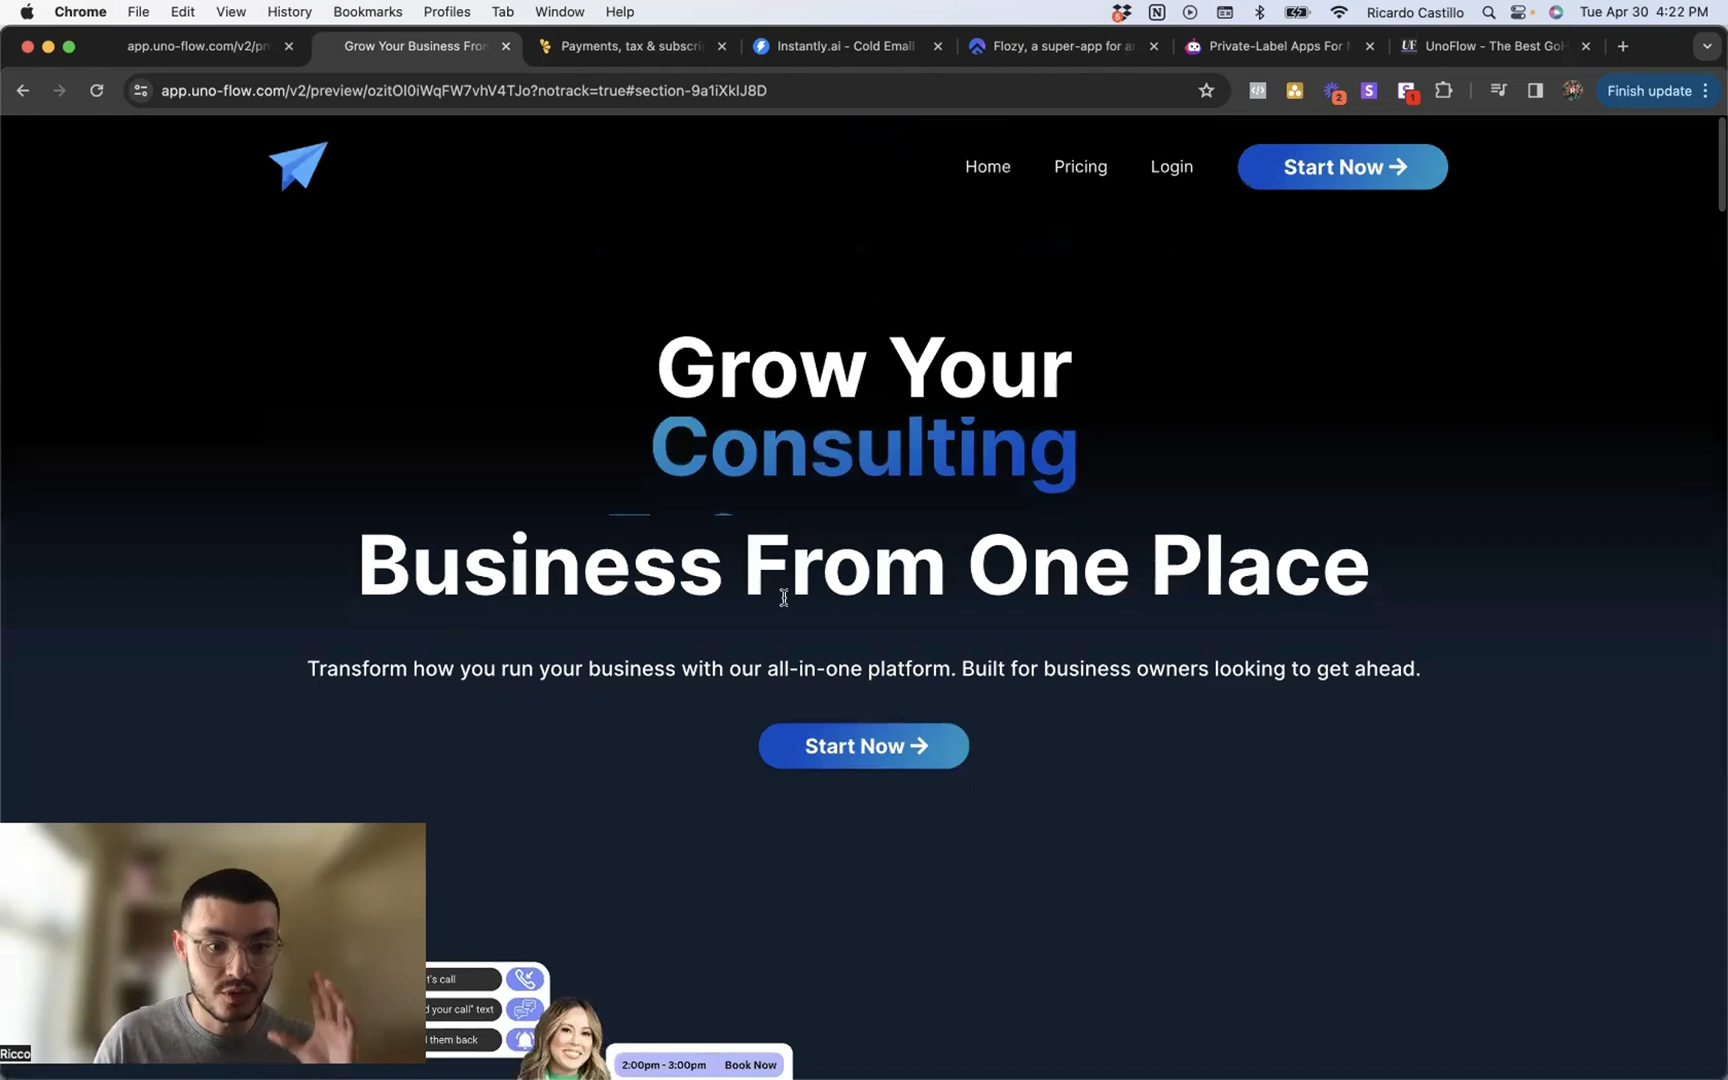 Chrome File Edit View History Bookmarks Profiles Tab Window Help
Ricardo Castillo Tue Apr 30 4:22 PM
app.uno-flow.com/v2/pr
Grow Your Business From
Payments, tax & subscri
Instantly.ai - Cold Email
Flozy, a super-app for a
Private-Label Apps For
UnoFlow - The Best GoH
app.uno-flow.com/v2/preview/ozitOI0iWqFW7vhV4TJo?notrack=true#section-9a1iXkIJ8D
2
S
1
Finish update
Home Pricing Login Start Now →
Grow Your
Consulting
Business From One Place
Transform how you run your business with our all-in-one platform. Built for business owners looking to get ahead.
Start Now →
t's call
d your call" text
l them back
2:00pm - 3:00pm Book Now
Ricco